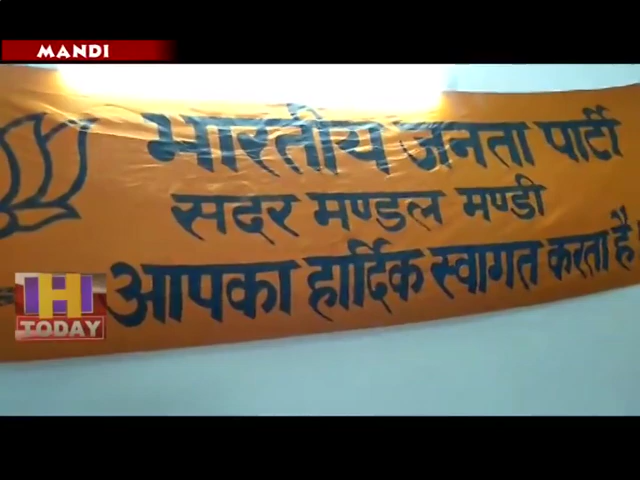 MANDI
भारतीय जनता पार्टी
सदर मण्डल मण्डी
आपका हार्दिक स्वागत करता है।
H
TODAY